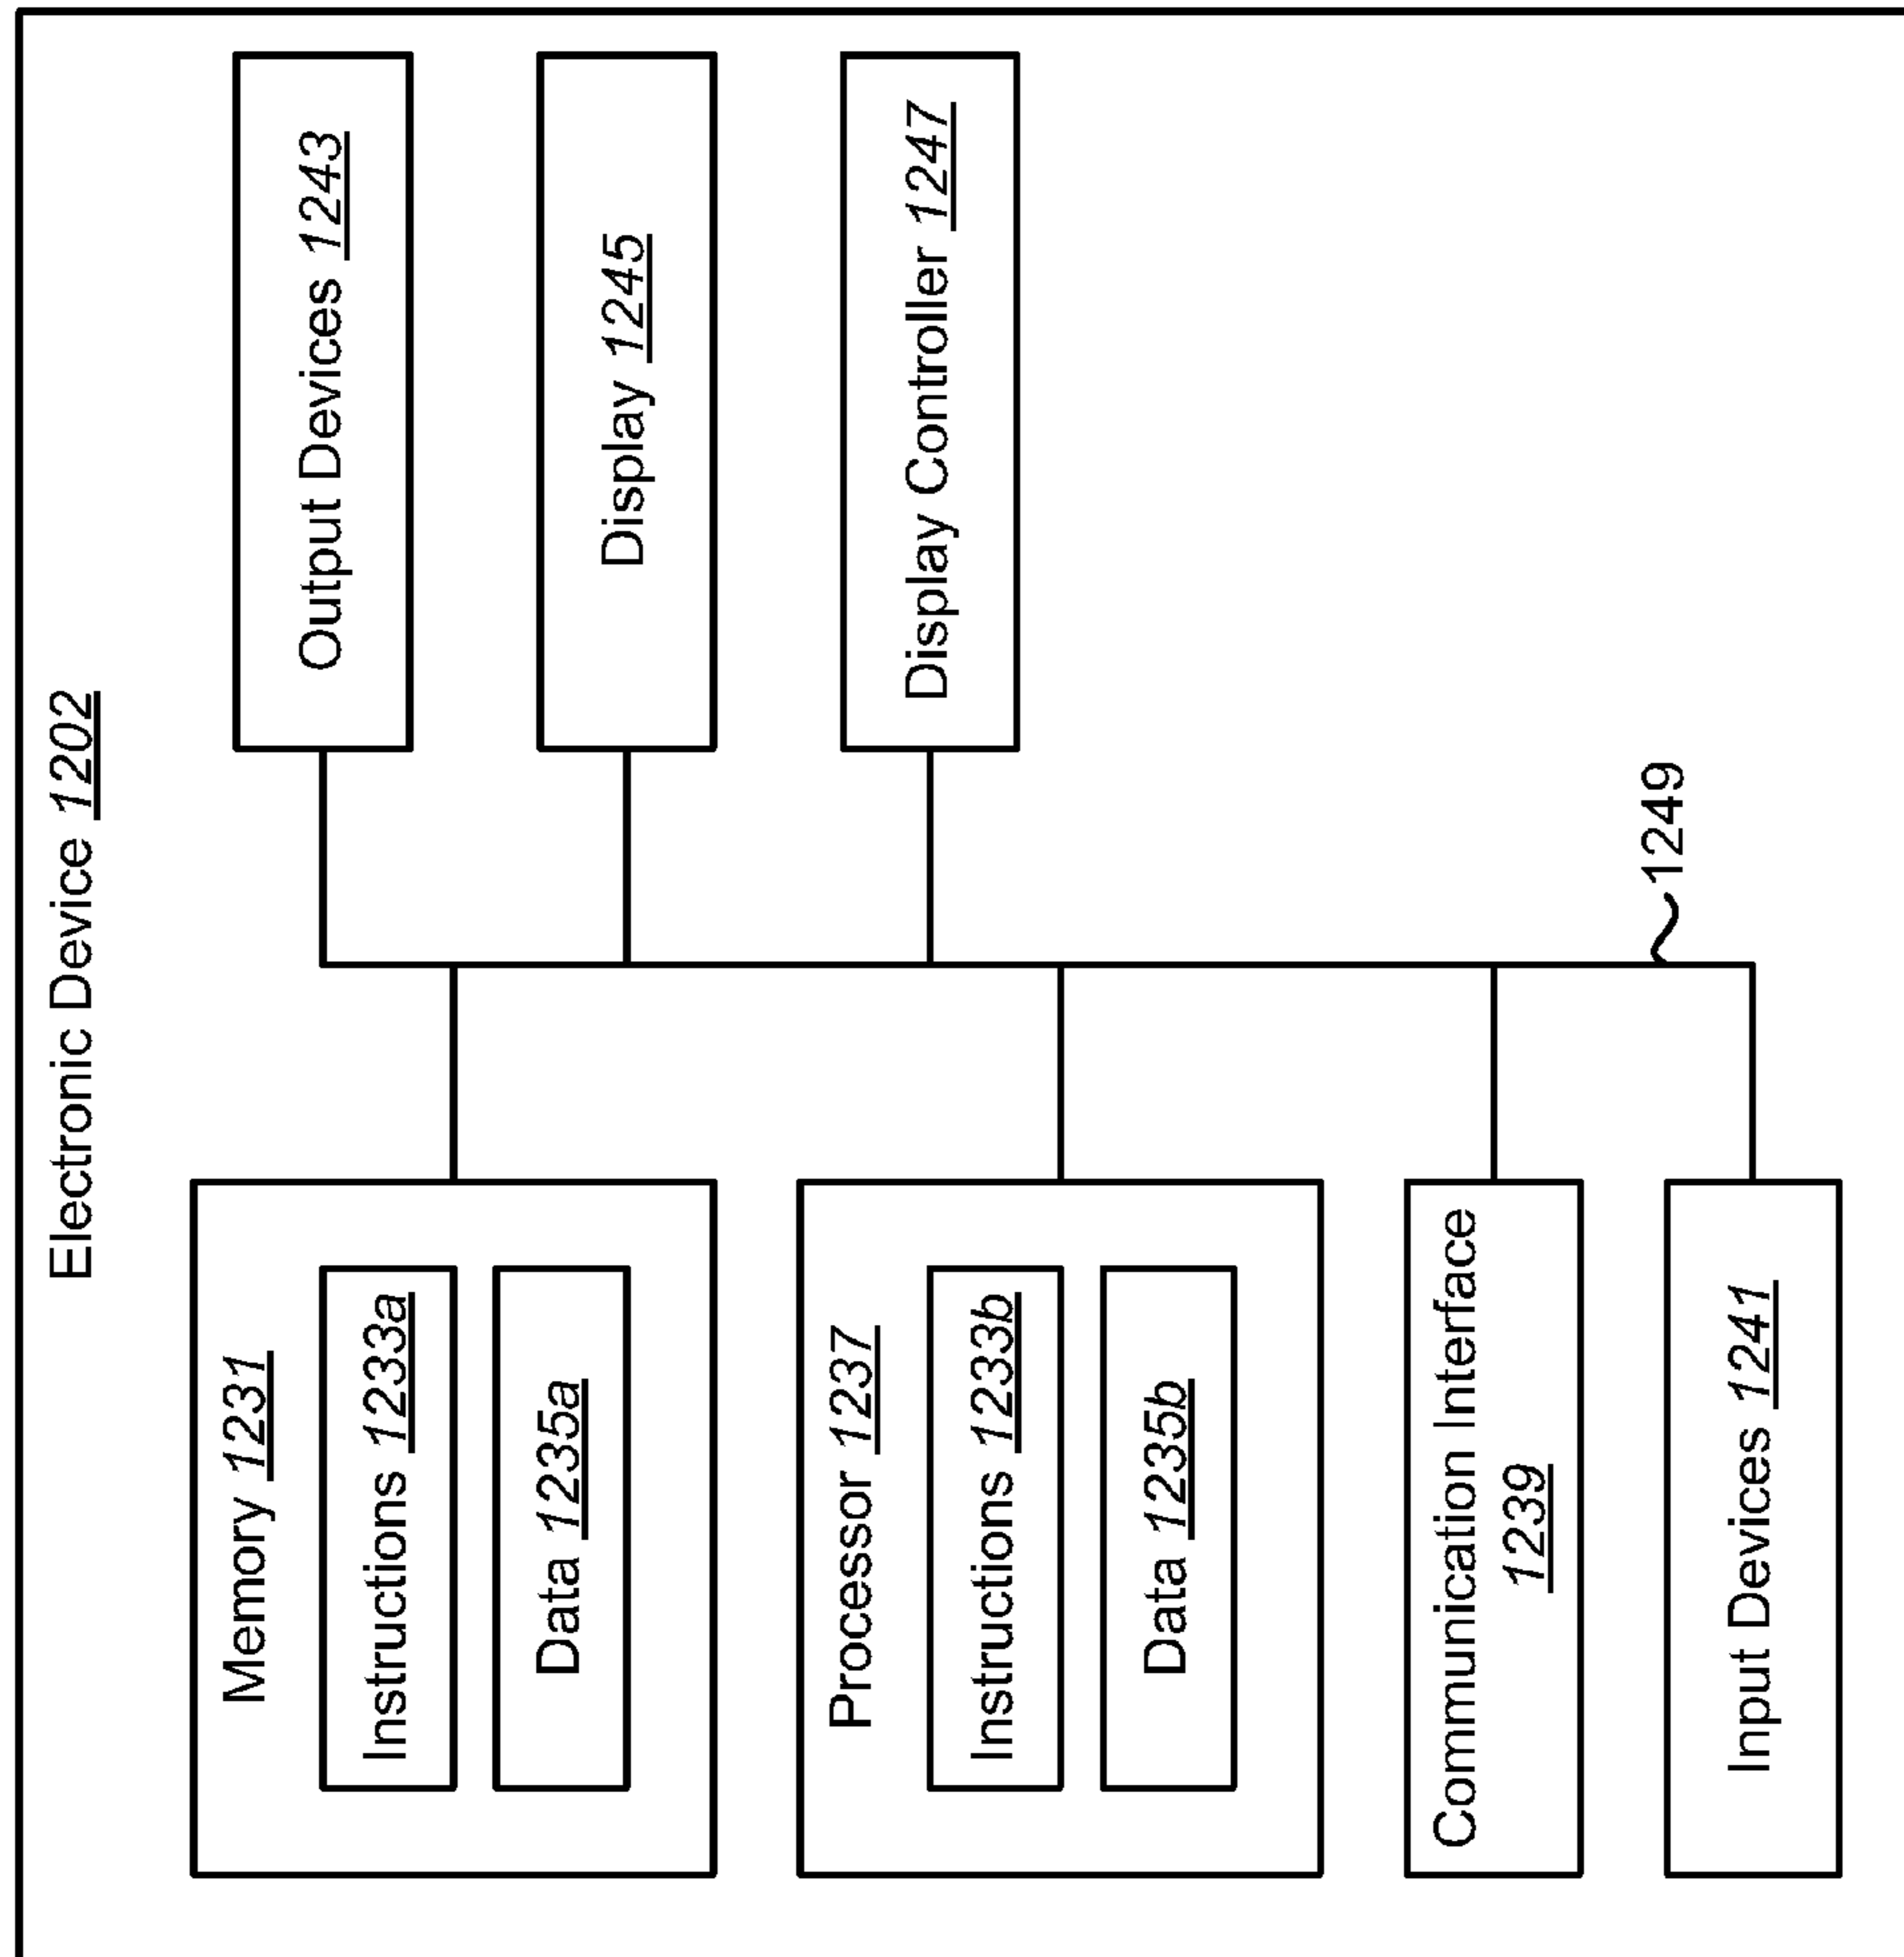 Electronic Device 1202
Memory 1231
Instructions 1233a
Data 1235a
Processor 1237
Instructions 1233b
Data 1235b
Communication Interface
1239
Input Devices 1241
Output Devices 1243
Display 1245
Display Controller 1247
1249